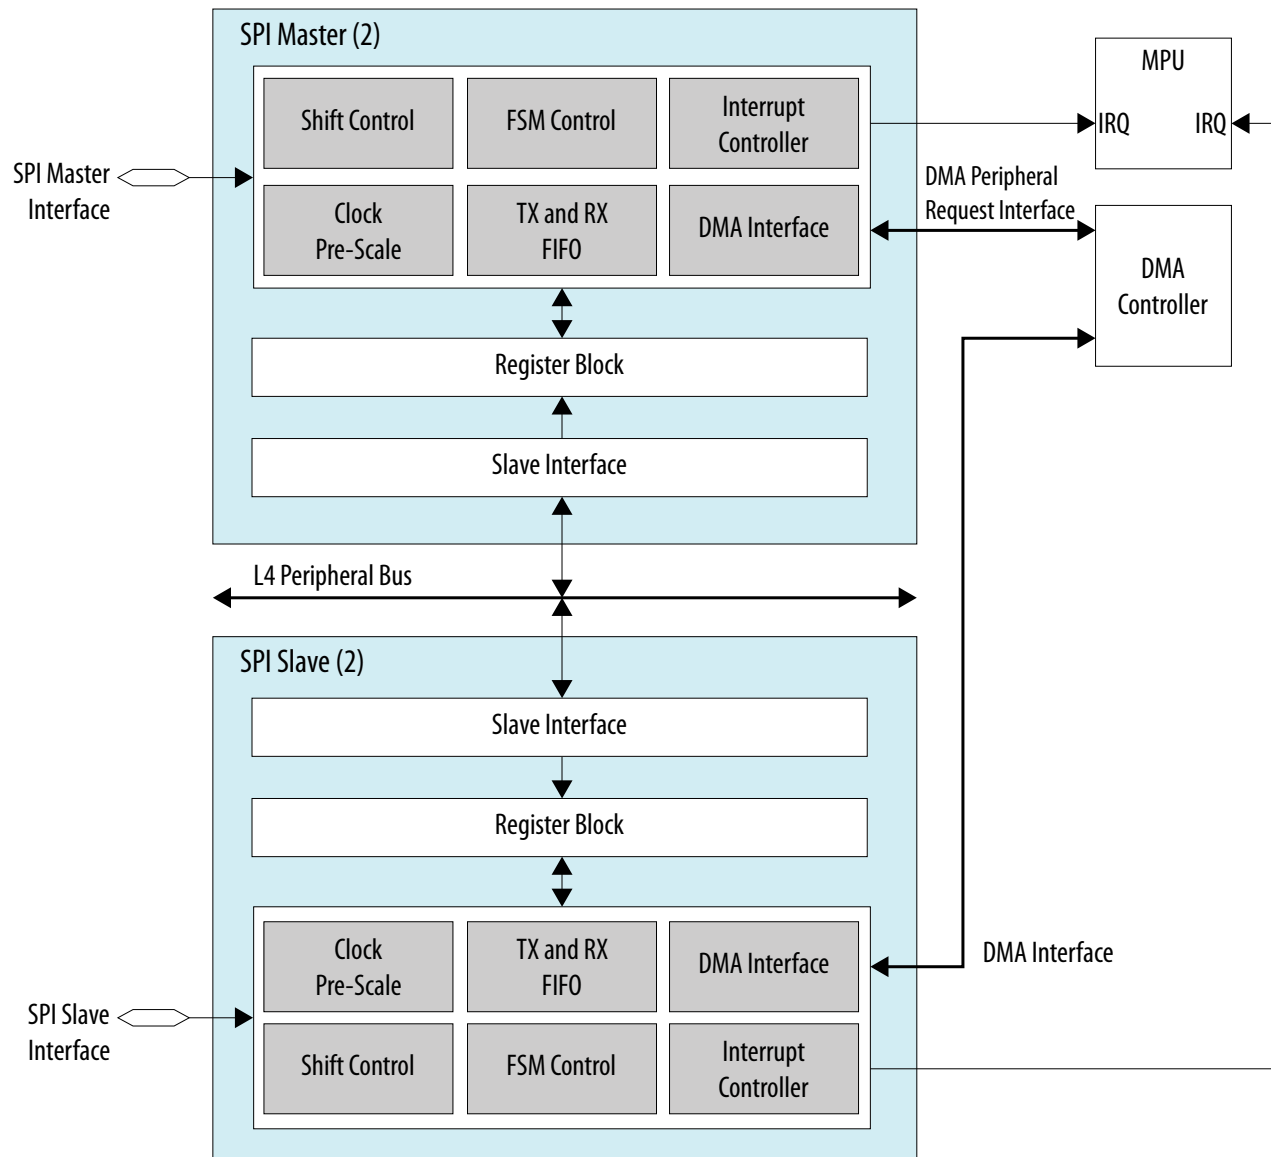 SPI Master (2)
MPU
Shift Control
FSM Control
Interrupt
Controller
IRQ
IRQ
SPI Master
Interface
DMA Peripheral
Request Interface
Clock
Pre-Scale
TX and RX
FIFO
DMA Interface
DMA
Controller
Register Block
Slave Interface
L4 Peripheral Bus
SPI Slave (2)
Slave Interface
Register Block
Clock
Pre-Scale
TX and RX
FIFO
DMA Interface
DMA Interface
SPI Slave
Interface
Shift Control
FSM Control
Interrupt
Controller